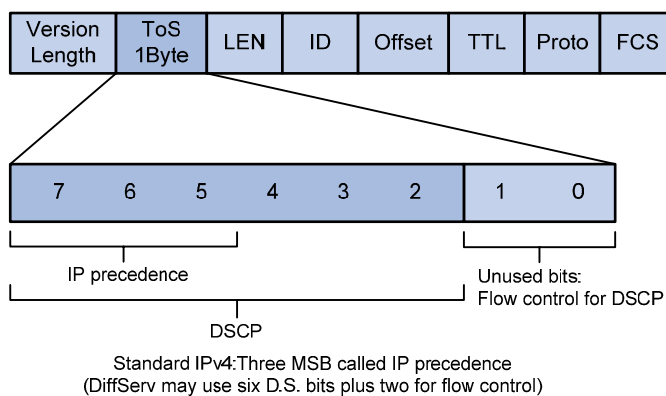 Version Length
ToS 1Byte
LEN
ID
Offset
TTL
Proto
FCS
7 6 5 4 3 2 1 0
IP precedence
Unused bits:
Flow control for DSCP
DSCP
Standard IPv4:Three MSB called IP precedence
(DiffServ may use six D.S. bits plus two for flow control)